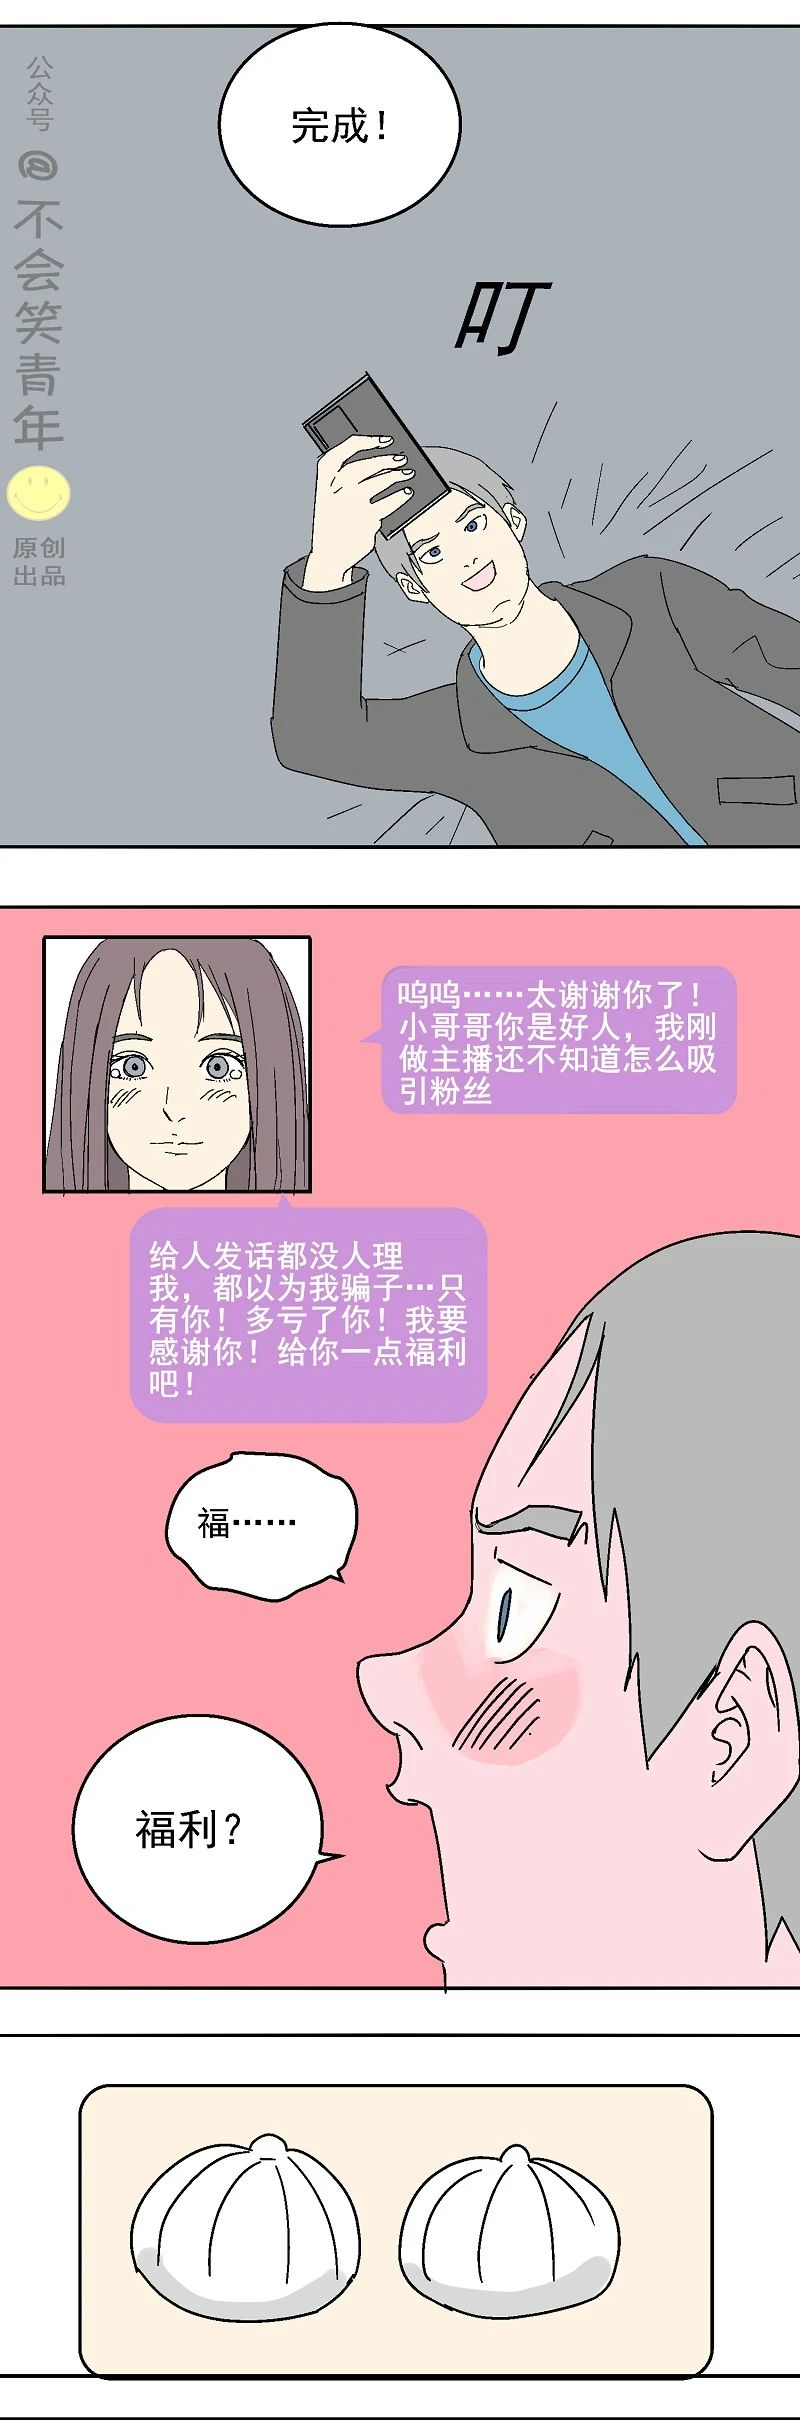 完成！
公众号
@不会笑青年
原创
出品
叮
呜呜……太谢谢你了！
小哥哥你是好人，我刚
做主播还不知道怎么吸
引粉丝
给人发话都没人理
我，都以为我骗子…只
有你！多亏了你！我要
感谢你！给你一点福利
吧！
福……
福利？